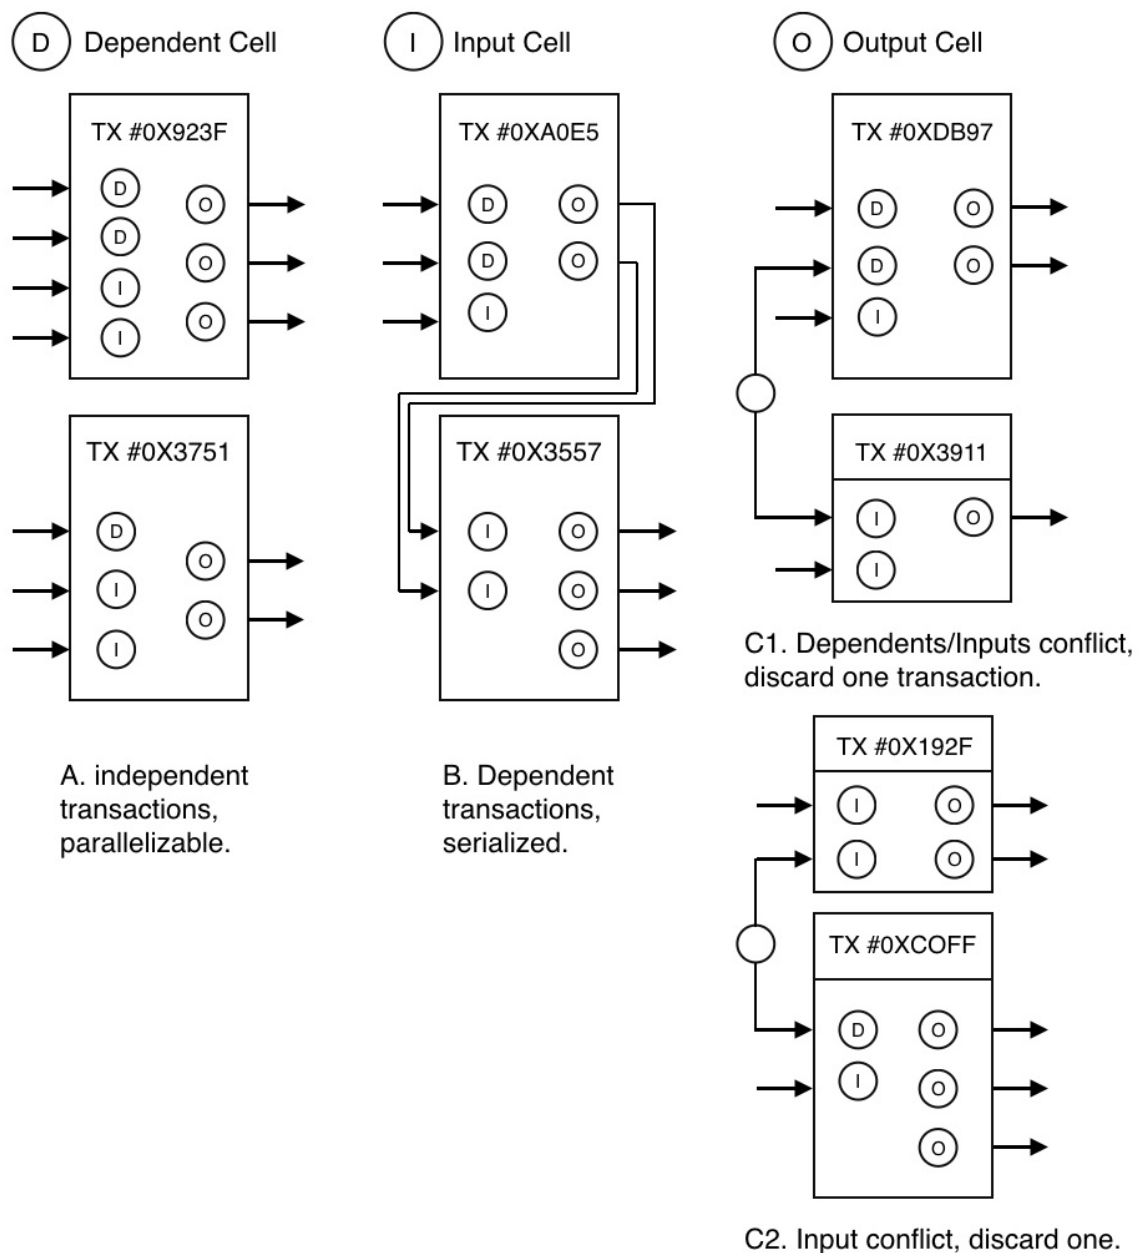 D Dependent Cell
I Input Cell
O Output Cell
TX #0X923F
D
D
I
I
O
O
O
TX #0X3751
D
I
I
O
O
A. independent
transactions,
parallelizable.
TX #0XA0E5
D
D
I
O
O
TX #0X3557
I
I
O
O
O
B. Dependent
transactions,
serialized.
TX #0XDB97
D
D
I
O
O
TX #0X3911
I
I
O
C1. Dependents/Inputs conflict,
discard one transaction.
TX #0X192F
I
I
O
O
TX #0XCOFF
D
I
O
O
O
C2. Input conflict, discard one.